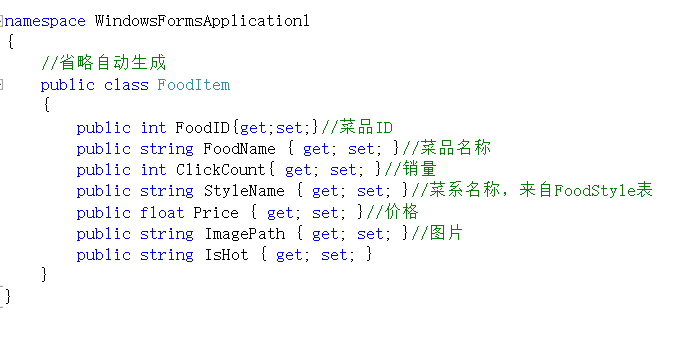 namespace WindowsFormsApplication1
{
//省略自动生成
public class FoodItem
{
public int FoodID{get;set;}//菜品ID
public string FoodName { get; set; }//菜品名称
public int ClickCount{ get; set; }//销量
public string StyleName { get; set; }//菜系名称，来自FoodStyle表
public float Price { get; set; }//价格
public string ImagePath { get; set; }//图片
public string IsHot { get; set; }
}
}